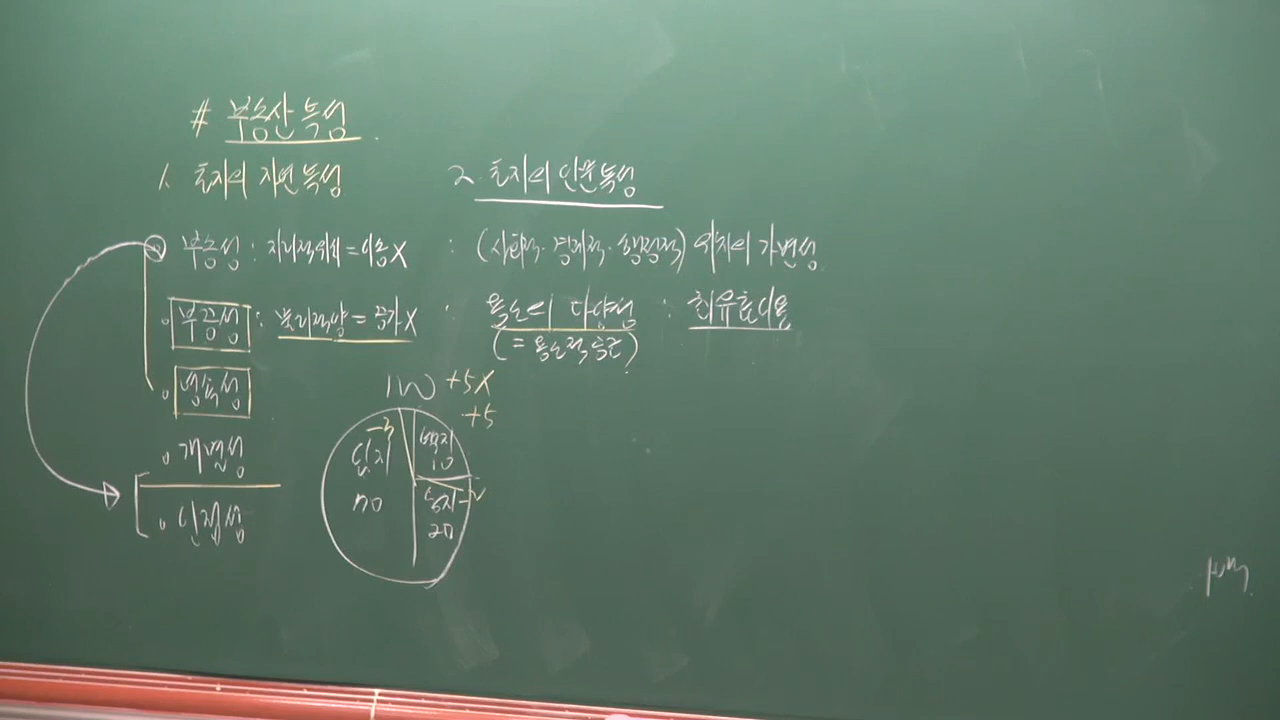 # 부동산 특성
1. 토지의 자연특성
2. 토지의 인문특성
부동성 : 지리적위치 = 이동X : (사회적·경제적·행정적) 위치의 가변성
부증성 : 물리적양 = 증가X : 용도의 다양성 : 최유효이용
(= 용도적 공급)
영속성
100 +5X
+5
개별성
인접성
-3
임지
70
택지
10
농지 -2
20